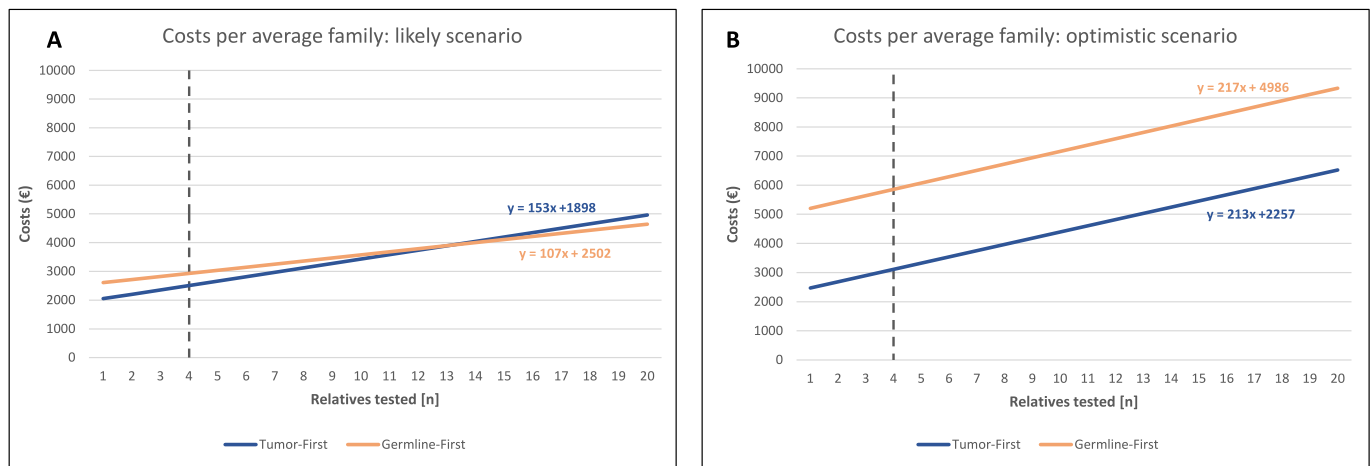 A
Costs per average family: likely scenario
10000
9000
8000
7000
6000
5000
4000
3000
2000
1000
0
Costs (€)
y = 153x +1898
y = 107x + 2502
1 2 3 4 5 6 7 8 9 10 11 12 13 14 15 16 17 18 19 20
Relatives tested [n]
Tumor-First Germline-First
B
Costs per average family: optimistic scenario
10000
9000
8000
7000
6000
5000
4000
3000
2000
1000
0
Costs (€)
y = 217x + 4986
y = 213x +2257
1 2 3 4 5 6 7 8 9 10 11 12 13 14 15 16 17 18 19 20
Relatives tested [n]
Tumor-First Germline-First